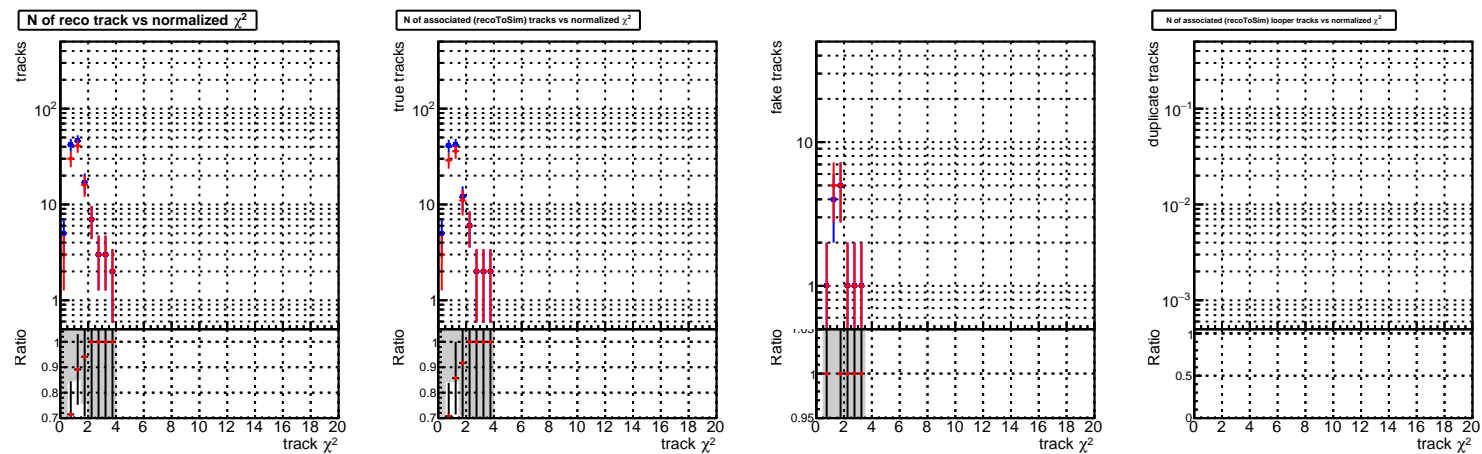 N of reco track vs normalized χ²
tracks
10²
10
1
Ratio
1
0.9
0.8
0.7
0 2 4 6 8 10 12 14 16 18 20
track χ²
N of associated (recoToSim) tracks vs normalized χ²
true tracks
10²
10
1
Ratio
1
0.9
0.8
0.7
0 2 4 6 8 10 12 14 16 18 20
track χ²
fake tracks
10
1
Ratio
1
0.95
0 2 4 6 8 10 12 14 16 18 20
track χ²
N of associated (recoToSim) looper tracks vs normalized χ²
duplicate tracks
10⁻¹
10⁻²
10⁻³
Ratio
1
0.5
0
0 2 4 6 8 10 12 14 16 18 20
track χ²